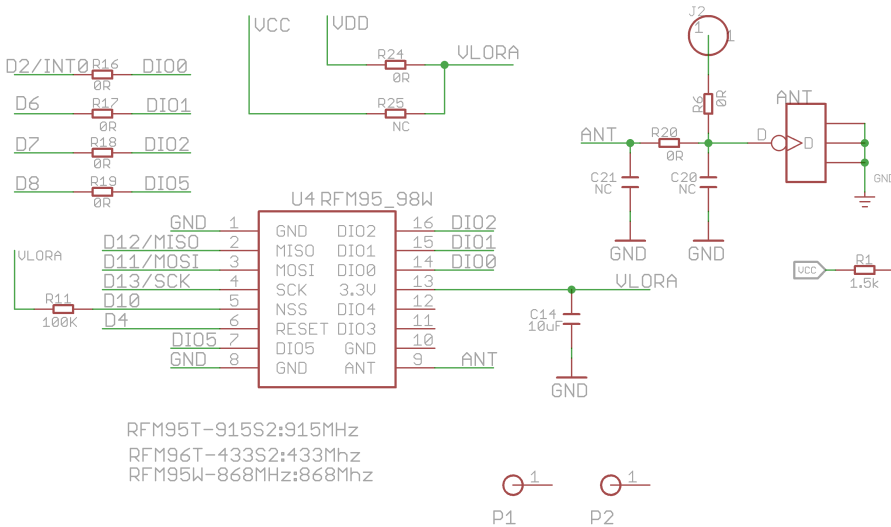 VCC
VDD
J2
1
1
D2/INT0 R16 DIO0
0R
R24 VLORA
0R
D6 R17 DIO1
0R
R25
NC
R6 0R
ANT
D7 R18 DIO2
0R
ANT R20 D D
0R
D8 R19 DIO5
0R
C21 C20
NC NC
GND
U4 RFM95_98W
GND 1 GND DIO2 16 DIO2
D12/MISO 2 MISO DIO1 15 DIO1
D11/MOSI 3 MOSI DIO0 14 DIO0
D13/SCK 4 SCK 3.3V 13 VLORA
D10 5 NSS DIO4 12
D4 6 RESET DIO3 11
DIO5 7 DIO5 GND 10
GND 8 GND ANT 9 ANT
VLORA
R11
100K
GND GND
VCC R1
1.5k
C14
10uF
GND
RFM95T-915S2:915MHz
RFM96T-433S2:433Mhz
RFM95W-868MHz:868Mhz
1 1
P1 P2